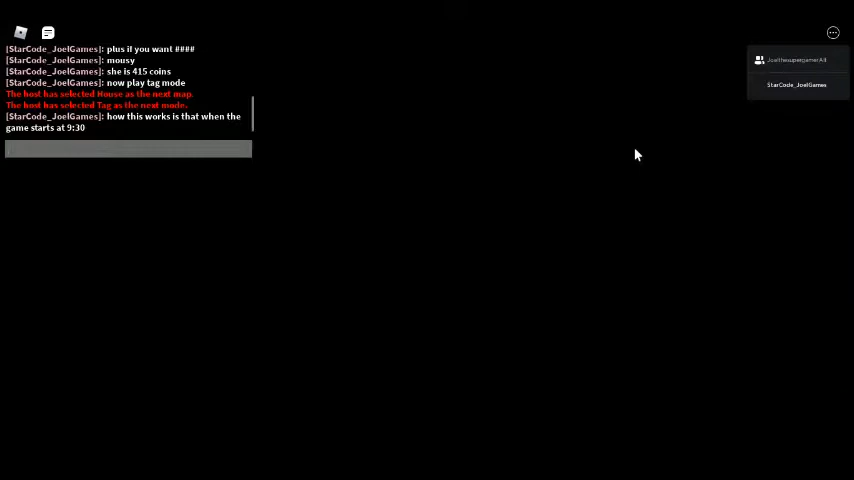 [StarCode_JoelGames]: plus if you want ####
[StarCode_JoelGames]: mousy
[StarCode_JoelGames]: she is 415 coins
[StarCode_JoelGames]: now play tag mode
The host has selected House as the next map.
The host has selected Tag as the next mode.
[StarCode_JoelGames]: how this works is that when the
game starts at 9:30
JoelthesupergamerAll
StarCode_JoelGames